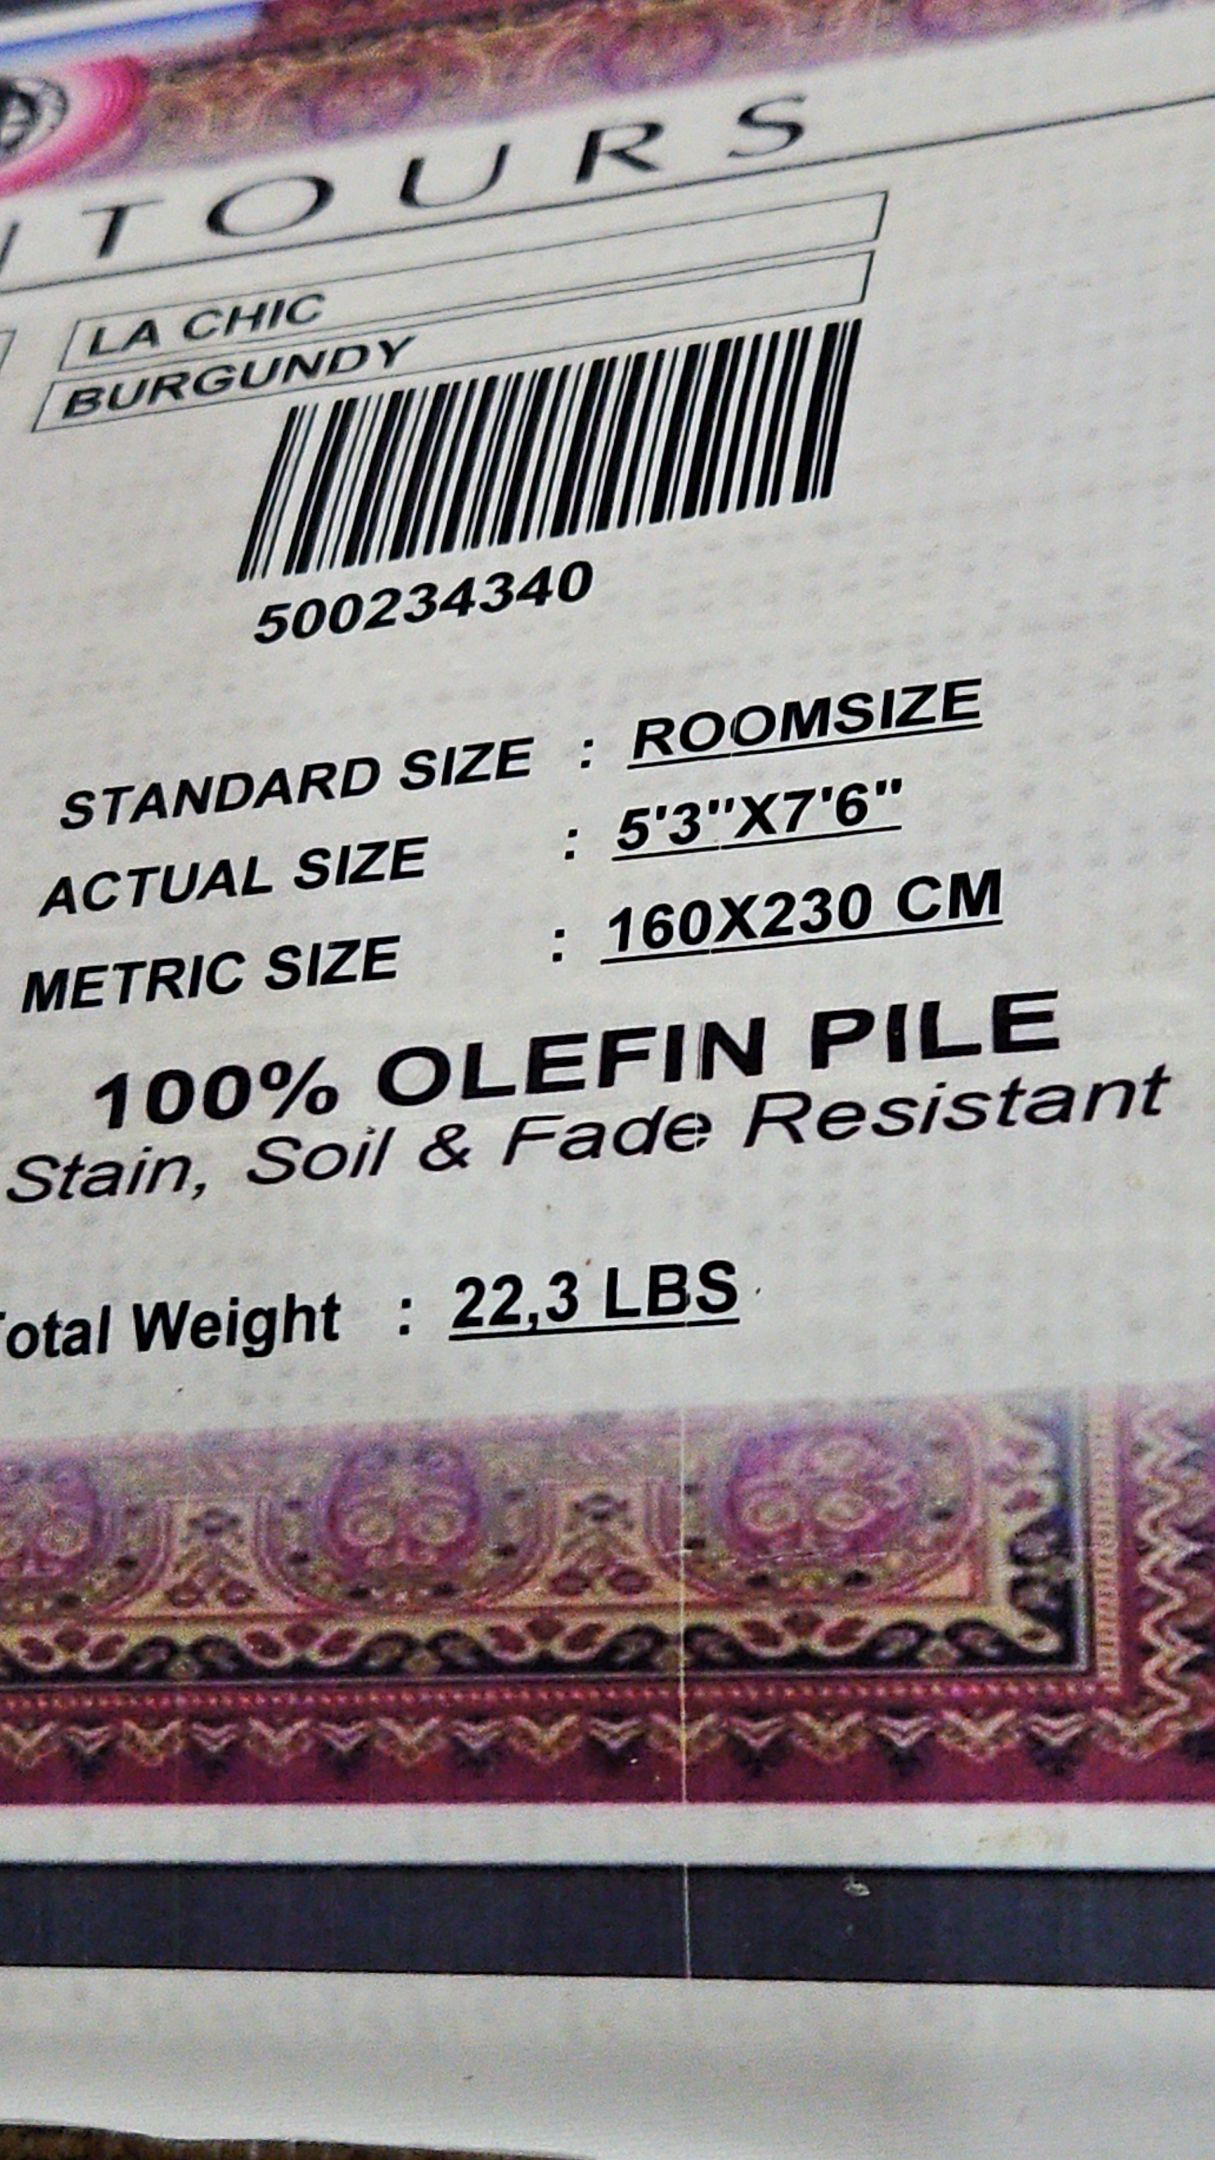 TOURS
LA CHIC
BURGUNDY
500234340
STANDARD SIZE : ROOMSIZE
ACTUAL SIZE : 5'3"X7'6"
METRIC SIZE : 160X230 CM
100% OLEFIN PILE
Stain, Soil & Fade Resistant
otal Weight : 22,3 LBS